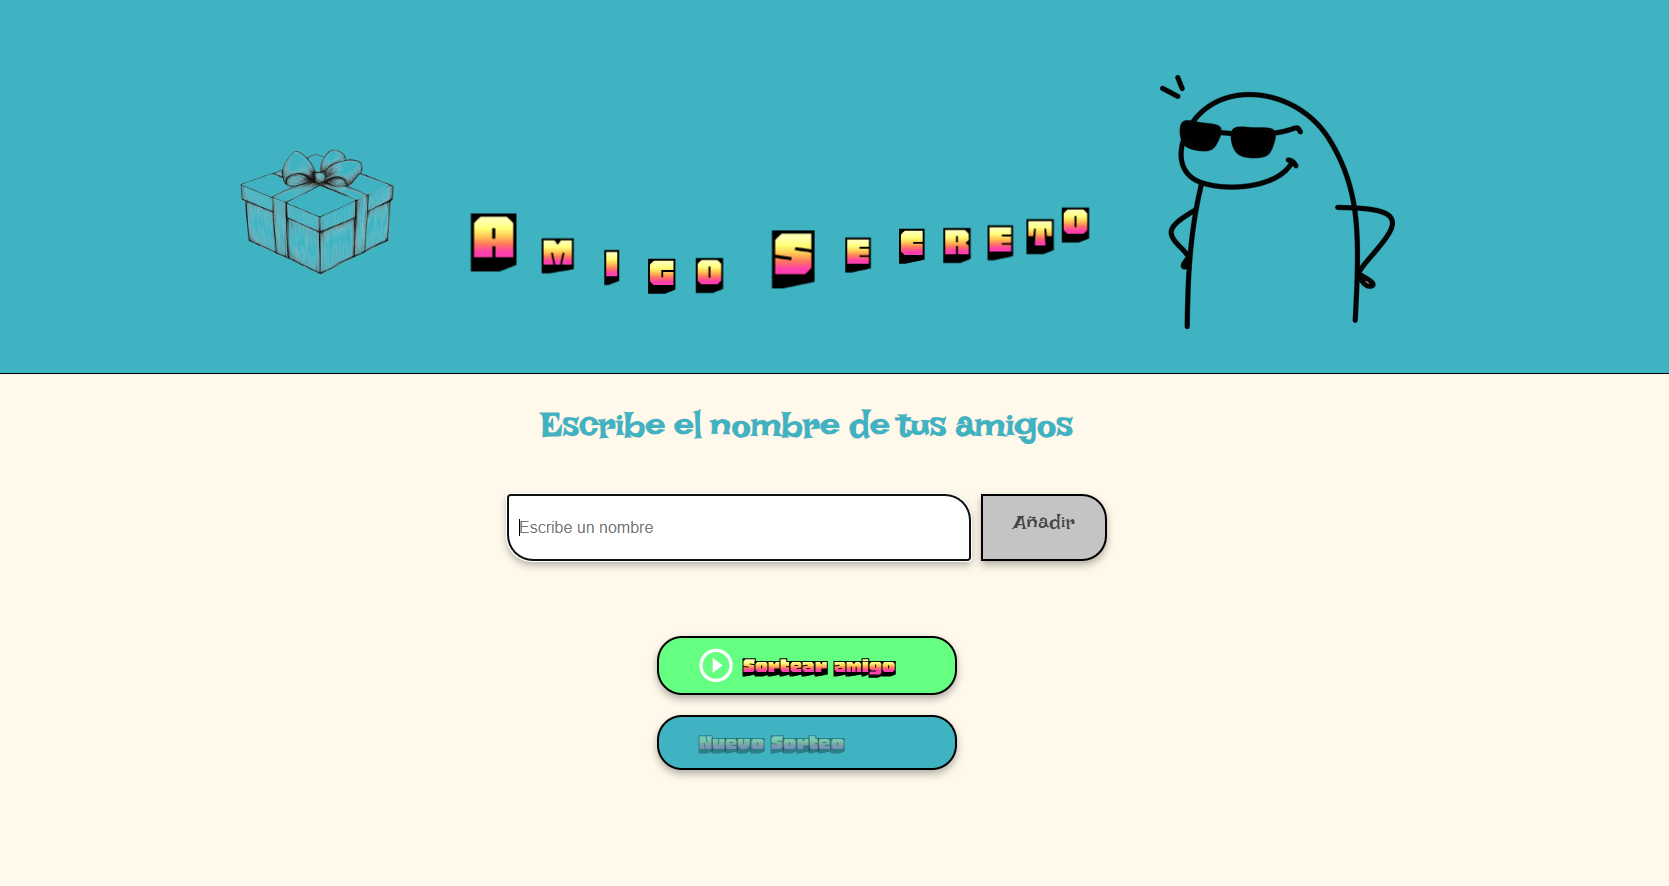 Amigo Secreto
Escribe el nombre de tus amigos
Escribe un nombre
Añadir
Sortear amigo
Nuevo Sorteo